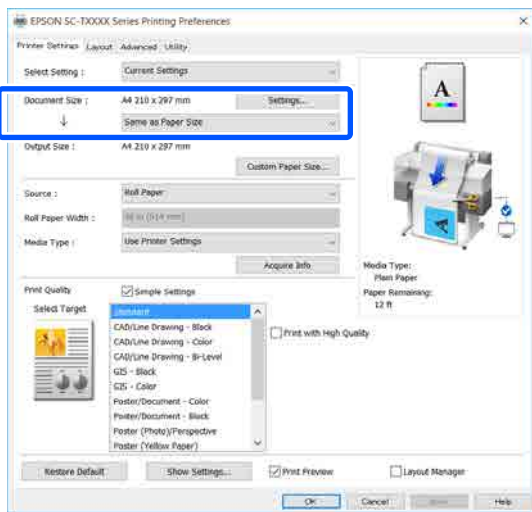 EPSON SC-TXXXX Series Printing Preferences
Printer Settings Layout Advanced Utility
Select Setting : Current Settings
Document Size : A4 210 x 297 mm Settings...
Same as Paper Size
Output Size : A4 210 x 297 mm
Custom Paper Size...
Source : Roll Paper
Roll Paper Width :
Media Type : Use Printer Settings
Acquire Info
A
Media Type:
Plain Paper
Paper Remaining:
12 ft
Print Quality Simple Settings
Select Target
Standard
CAD/Line Drawing - Black
CAD/Line Drawing - Color
CAD/Line Drawing - Bi-Level
GIS - Black
GIS - Color
Poster/Document - Color
Poster/Document - Black
Poster (Photo)/Perspective
Poster (Yellow Paper)
Print with High Quality
Restore Default Show Settings... Print Preview Layout Manager
OK Cancel Help